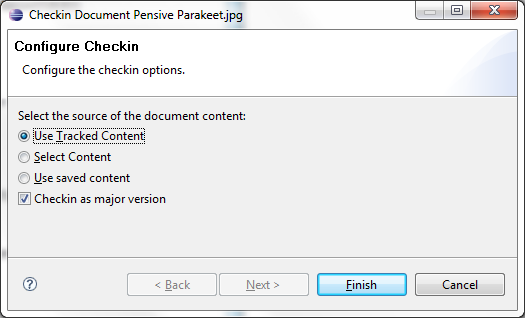 Checkin Document Pensive Parakeet.jpg
Configure Checkin
Configure the checkin options.
Select the source of the document content:
Use Tracked Content
Select Content
Use saved content
Checkin as major version
? < Back Next > Finish Cancel